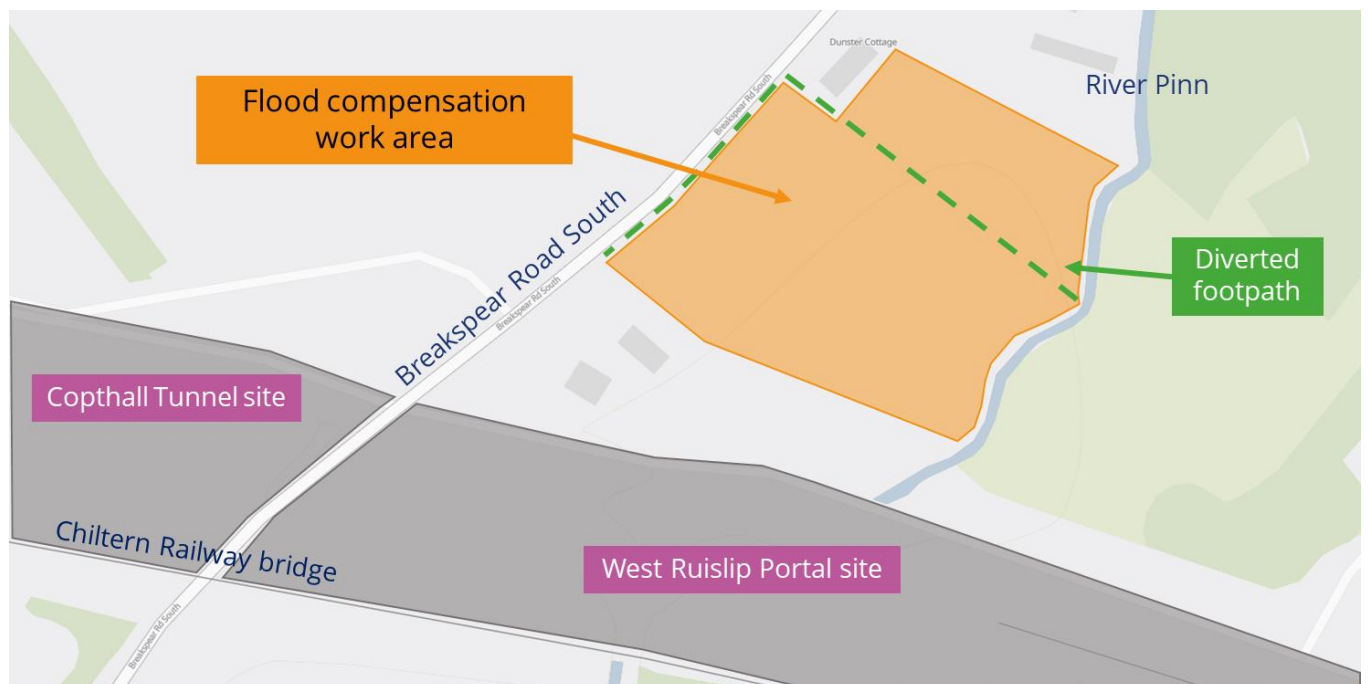 Dunster Cottage
Flood compensation
work area
River Pinn
Breakspear Rd South
Breakspear Road South
Breakspear Rd South
Diverted
footpath
Copthall Tunnel site
Chiltern Railway bridge
West Ruislip Portal site
Breakspear Rd South